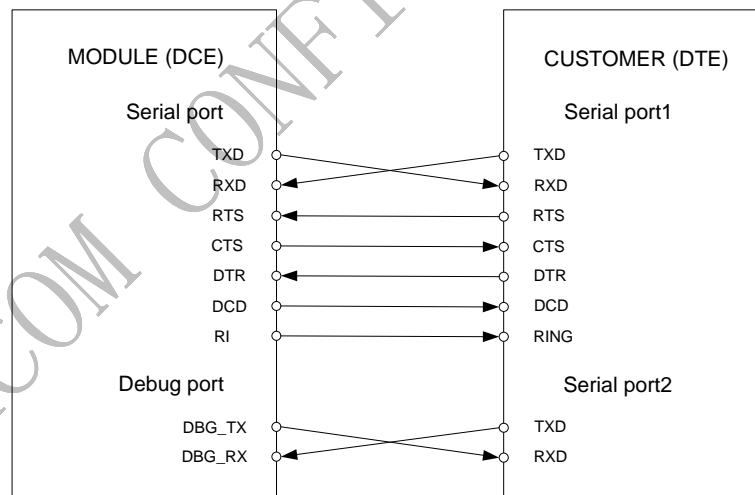 MODULE (DCE)
CUSTOMER (DTE)
Serial port
Serial port1
TXD
TXD
RXD
RXD
RTS
RTS
CTS
CTS
DTR
DTR
DCD
DCD
RI
RING
Debug port
Serial port2
DBG_TX
TXD
DBG_RX
RXD